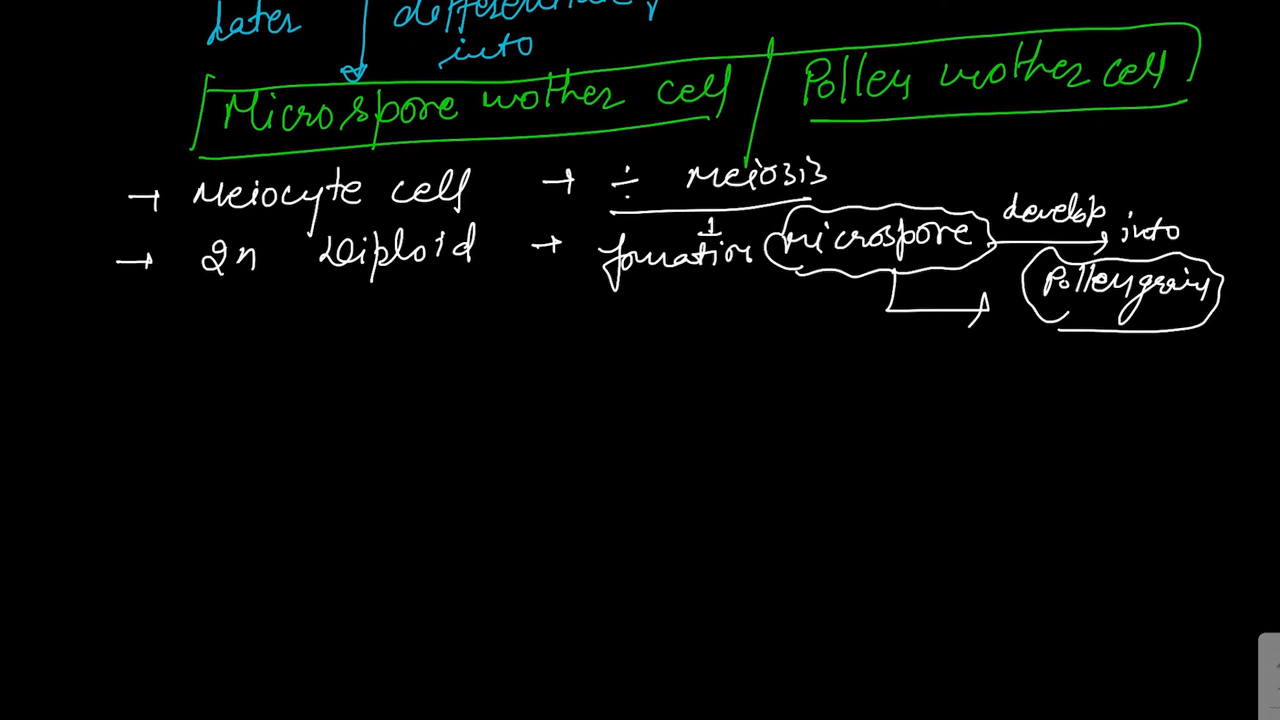 Later differentiate
into
Microspore mother cell / Pollen mother cell
→ Meiocyte cell → ÷ Meiosis
→ 2n Diploid → formation microspore develop into
Pollen grain